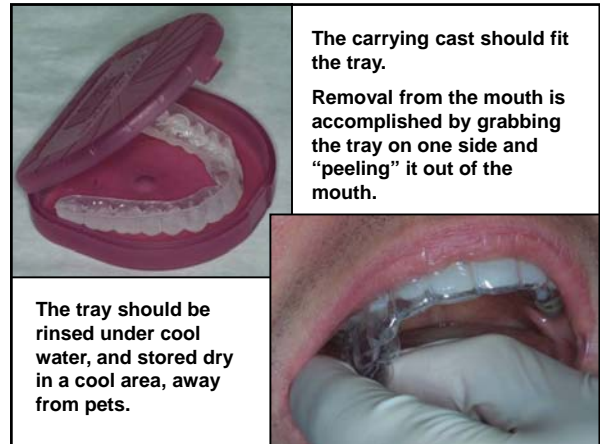 The carrying cast should fit
the tray.
Removal from the mouth is
accomplished by grabbing
the tray on one side and
“peeling” it out of the
mouth.
The tray should be
rinsed under cool
water, and stored dry
in a cool area, away
from pets.